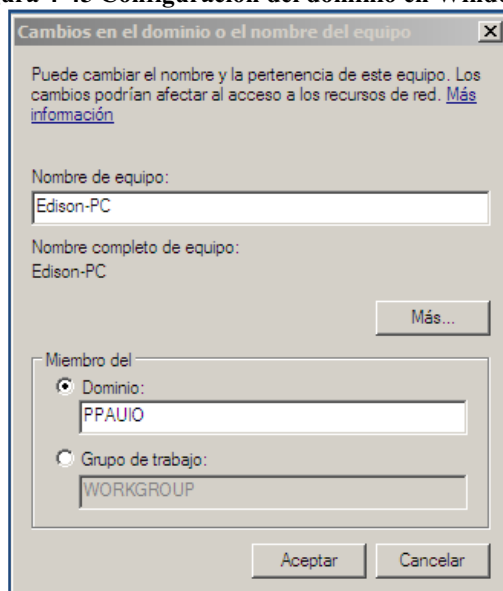 4-45 Configuración del dominio en
Cambios en el dominio o el nombre del equipo
Puede cambiar el nombre y la pertenencia de este equipo. Los
cambios podrían afectar al acceso a los recursos de red. Más
información
Nombre de equipo:
Edison-PC
Nombre completo de equipo:
Edison-PC
Más...
Miembro del
Dominio:
PPAUIO
Grupo de trabajo:
WORKGROUP
Aceptar
Cancelar